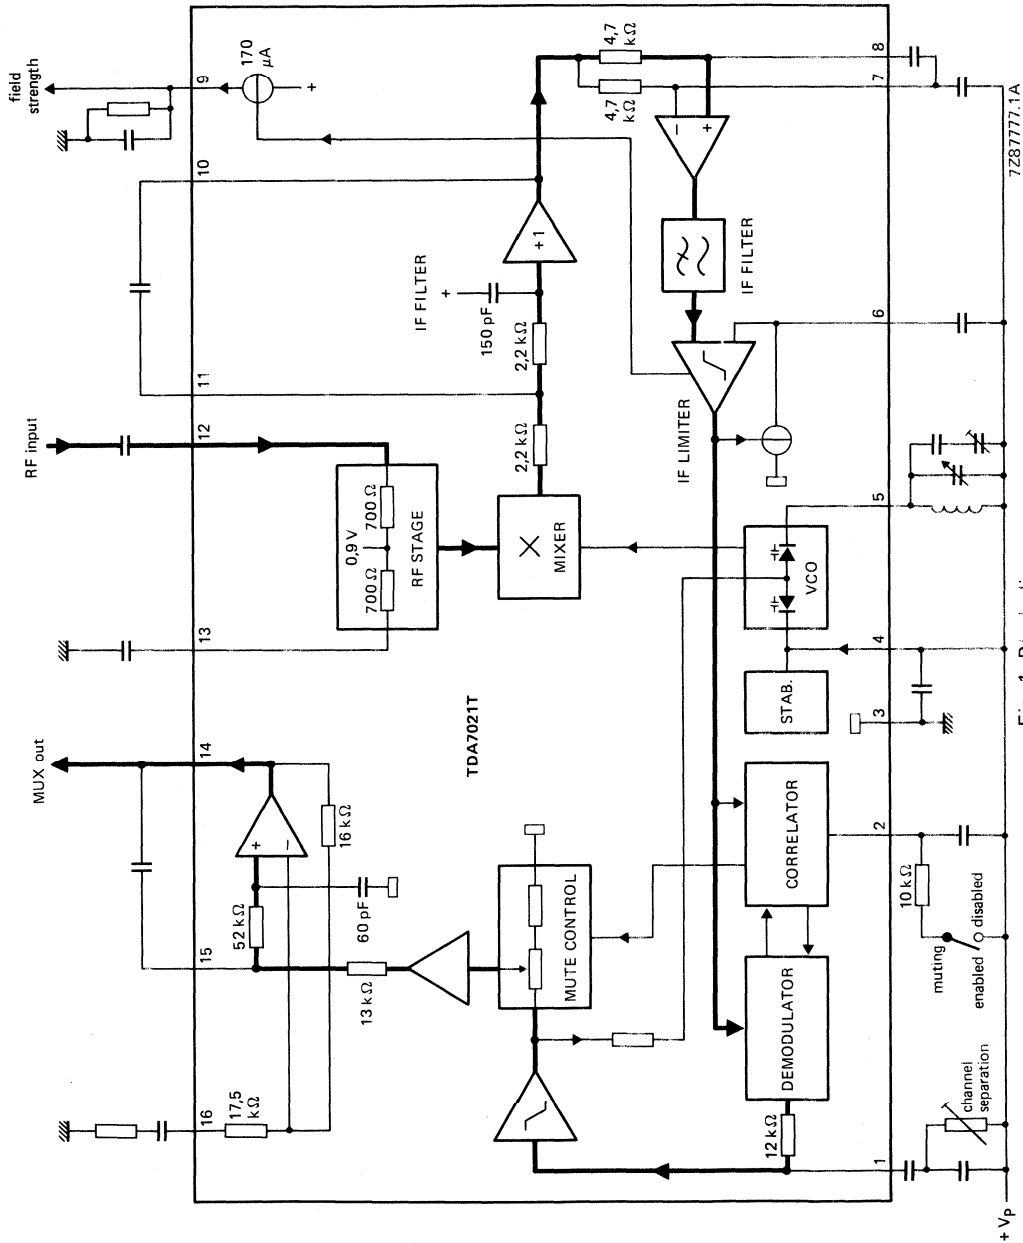 field
strength
170
μA
+
9
4,7
kΩ
4,7
kΩ
8
7
10
−
+
+1
IF FILTER
+
150 pF
2,2 kΩ
IF FILTER
6
11
RF input
12
2,2 kΩ
IF LIMITER
700 Ω
0,9 V
700 Ω
RF STAGE
MIXER
5
VCO
13
4
STAB.
3
TDA7021T
MUX out
14
+
−
16 kΩ
52 kΩ
60 pF
15
13 kΩ
MUTE CONTROL
CORRELATOR
2
10 kΩ
muting
enabled
disabled
DEMODULATOR
16
17,5
kΩ
12 kΩ
1
channel
separation
+ VP
7Z87777.1A